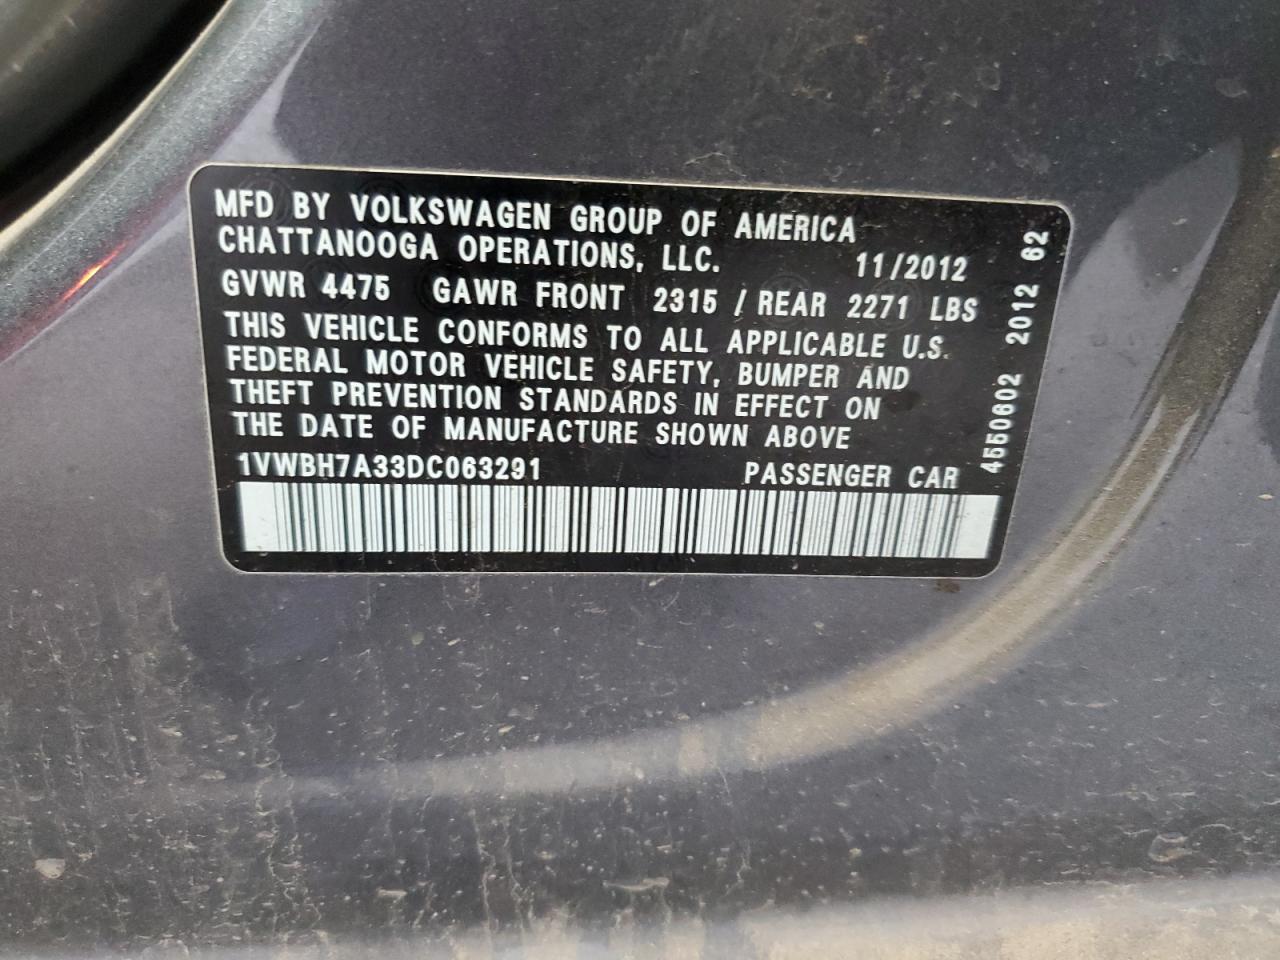 MFD BY VOLKSWAGEN GROUP OF AMERICA
CHATTANOOGA OPERATIONS, LLC. 11/2012
GVWR 4475 GAWR FRONT 2315 / REAR 2271 LBS
THIS VEHICLE CONFORMS TO ALL APPLICABLE U.S.
FEDERAL MOTOR VEHICLE SAFETY, BUMPER AND
THEFT PREVENTION STANDARDS IN EFFECT ON
THE DATE OF MANUFACTURE SHOWN ABOVE
1VWBH7A33DC063291 PASSENGER CAR
4550602 2012 62